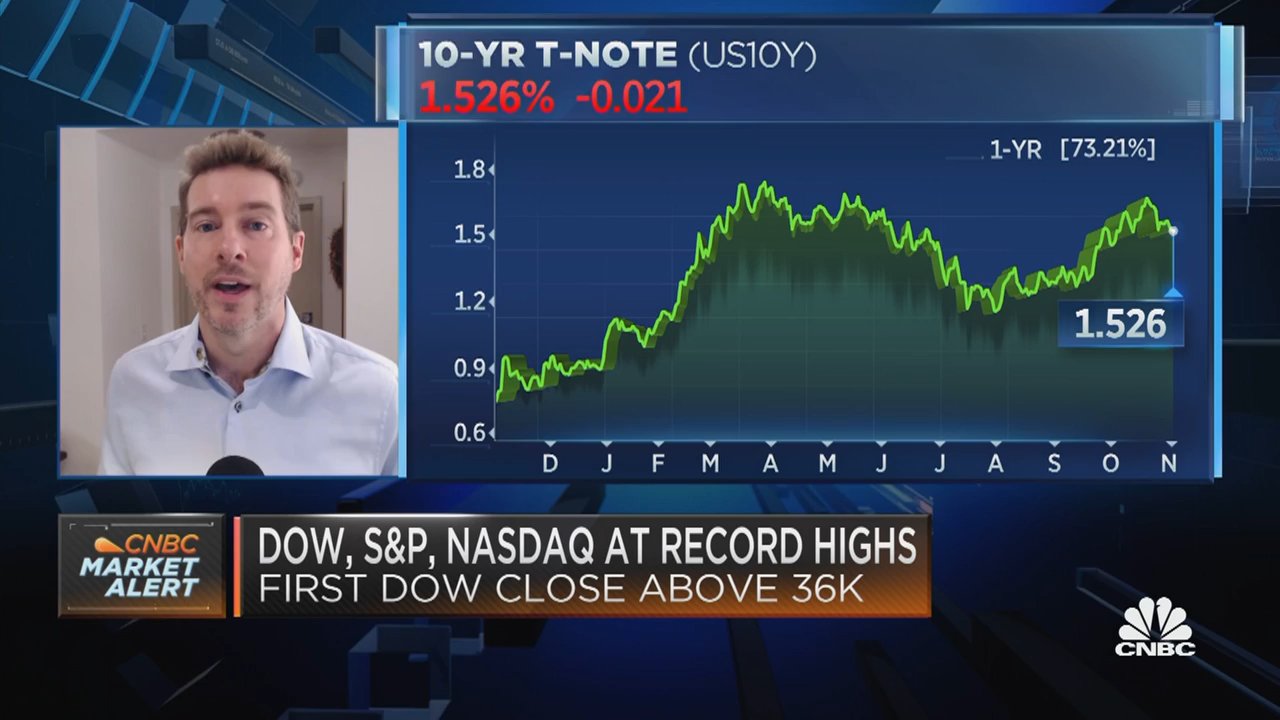 10-YR T-NOTE (US10Y)
1.526% -0.021
1-YR [73.21%]
1.8
1.5
1.2
0.9
0.6
1.526
D J F M A M J J A S O N
CNBC
MARKET
ALERT
DOW, S&P, NASDAQ AT RECORD HIGHS
FIRST DOW CLOSE ABOVE 36K
CNBC